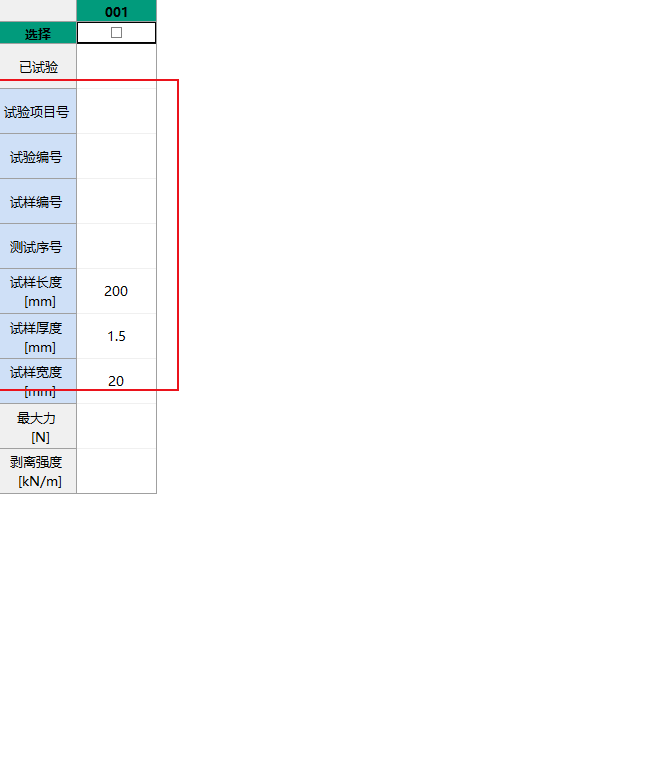 001
选择
已试验
试验项目号
试验编号
试样编号
测试序号
试样长度
[mm]
200
试样厚度
[mm]
1.5
试样宽度
[mm]
20
最大力
[N]
剥离强度
[kN/m]